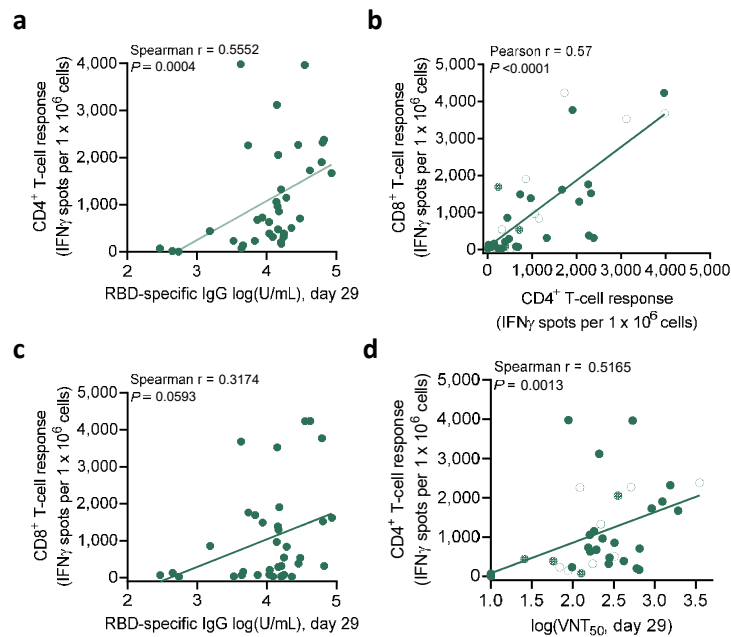 a
Spearman r = 0.5552
P = 0.0004
CD4+ T-cell response
(IFNγ spots per 1 x 10^6 cells)
4,000
3,000
2,000
1,000
0
2 3 4 5
RBD-specific IgG log(U/mL), day 29
b
Pearson r = 0.57
P <0.0001
CD8+ T-cell response
(IFNγ spots per 1 x 10^6 cells)
5,000
4,000
3,000
2,000
1,000
0
0 1,000 2,000 3,000 4,000 5,000
CD4+ T-cell response
(IFNγ spots per 1 x 10^6 cells)
c
Spearman r = 0.3174
P = 0.0593
CD8+ T-cell response
(IFNγ spots per 1 x 10^6 cells)
5,000
4,000
3,000
2,000
1,000
0
2 3 4 5
RBD-specific IgG log(U/mL), day 29
d
Spearman r = 0.5165
P = 0.0013
CD4+ T-cell response
(IFNγ spots per 1 x 10^6 cells)
5,000
4,000
3,000
2,000
1,000
0
1.0 1.5 2.0 2.5 3.0 3.5
log(VNT50, day 29)